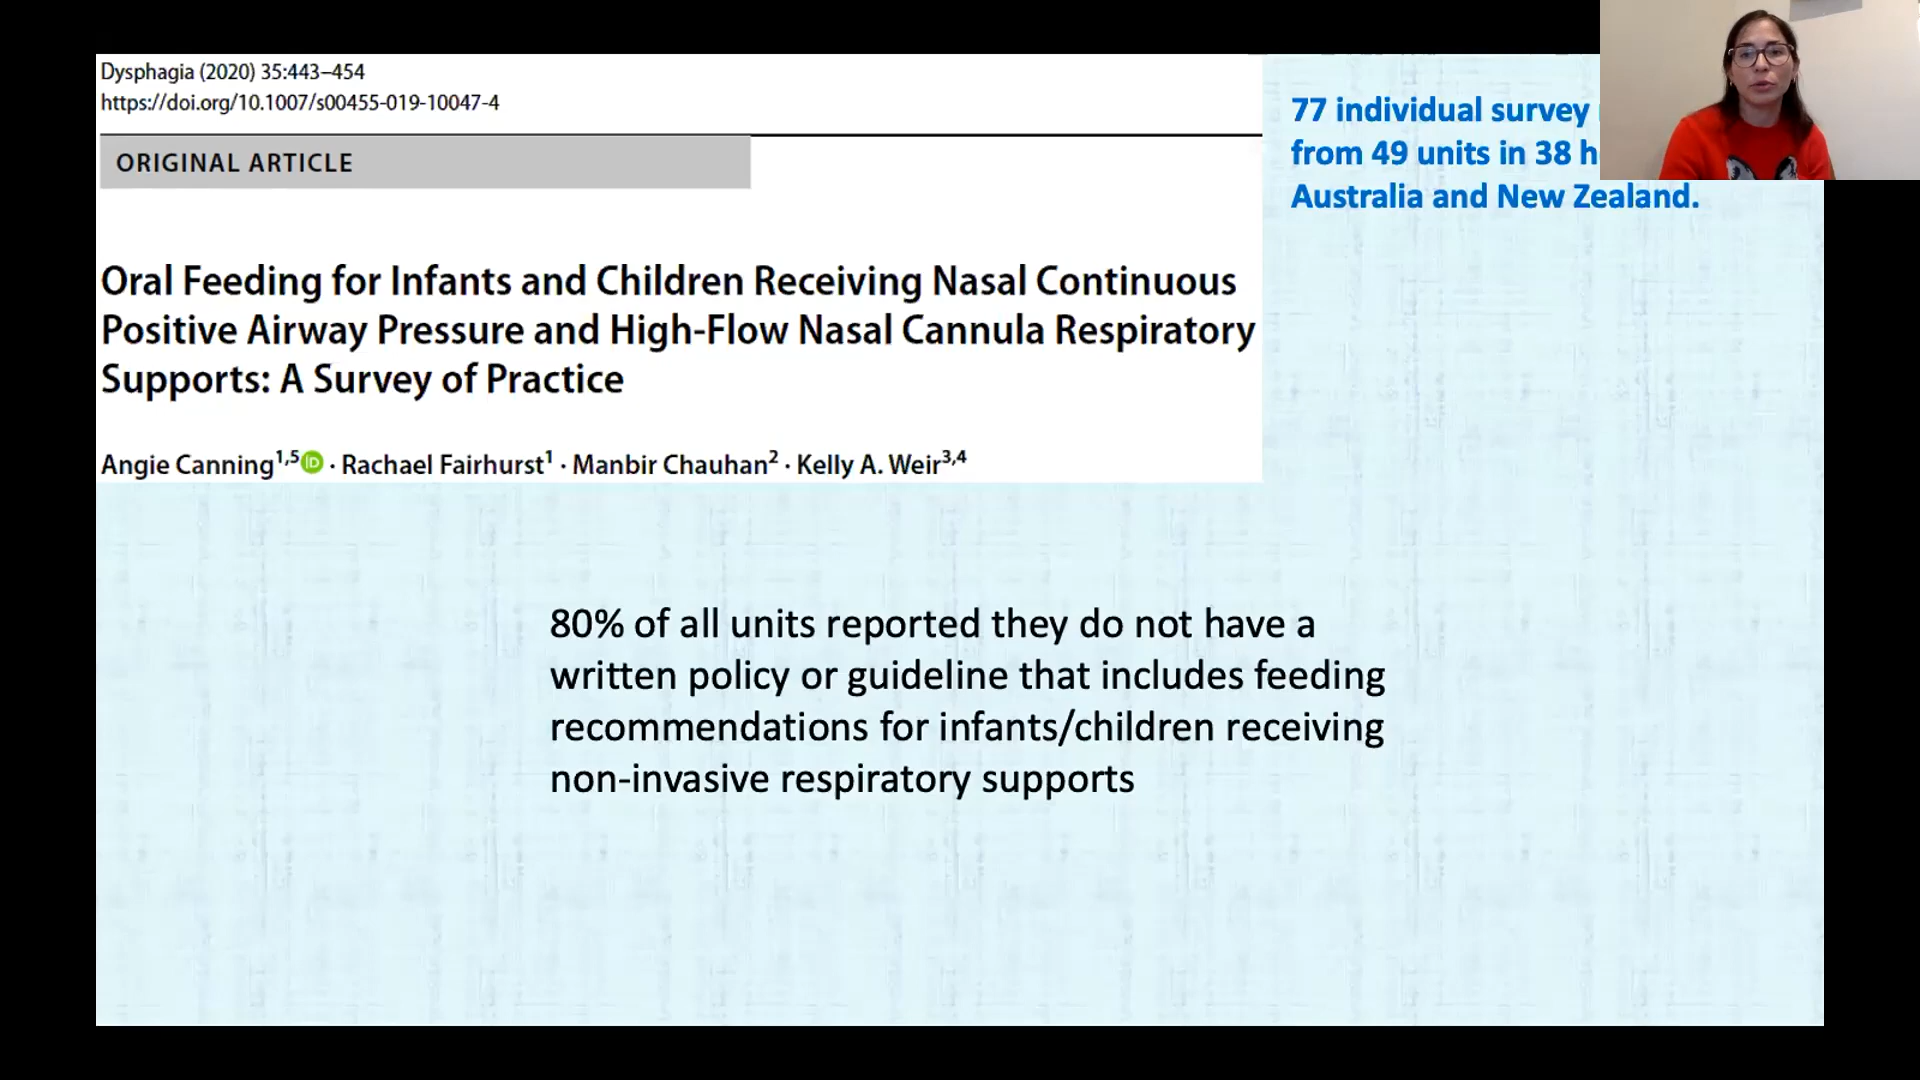 Dysphagia (2020) 35:443–454
https://doi.org/10.1007/s00455-019-10047-4
ORIGINAL ARTICLE
Oral Feeding for Infants and Children Receiving Nasal Continuous
Positive Airway Pressure and High-Flow Nasal Cannula Respiratory
Supports: A Survey of Practice
Angie Canning1,5 iD · Rachael Fairhurst1 · Manbir Chauhan2 · Kelly A. Weir3,4
77 individual survey
from 49 units in 38
Australia and New Zealand.
80% of all units reported they do not have a
written policy or guideline that includes feeding
recommendations for infants/children receiving
non-invasive respiratory supports